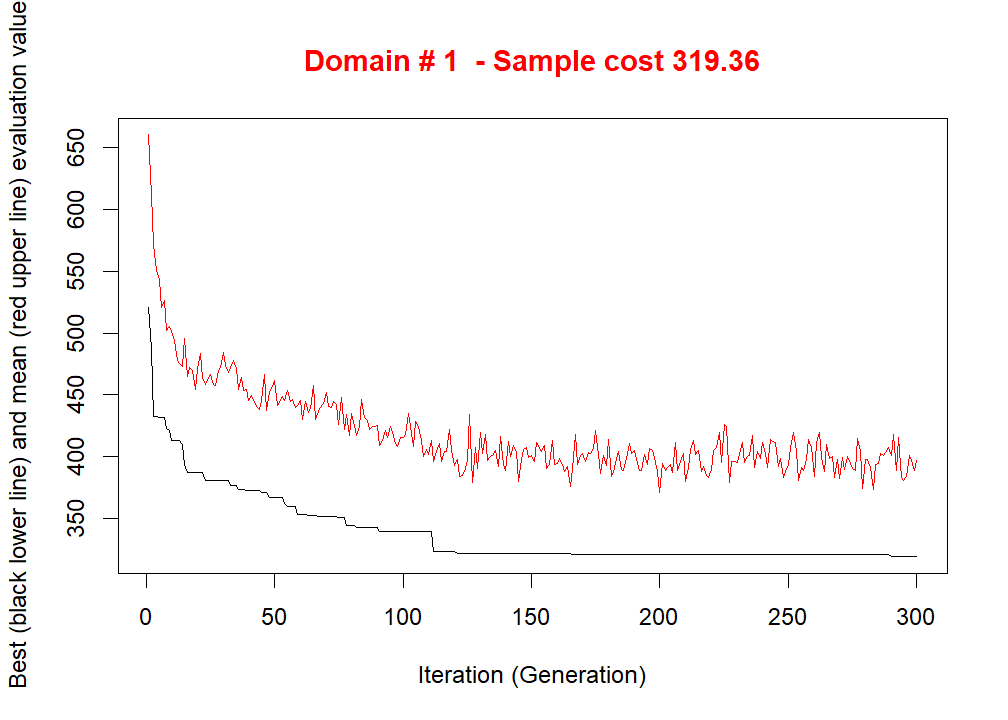 Domain # 1  - Sample cost 319.36
Best (black lower line) and mean (red upper line) evaluation value
650
600
550
500
450
400
350
0 50 100 150 200 250 300
Iteration (Generation)